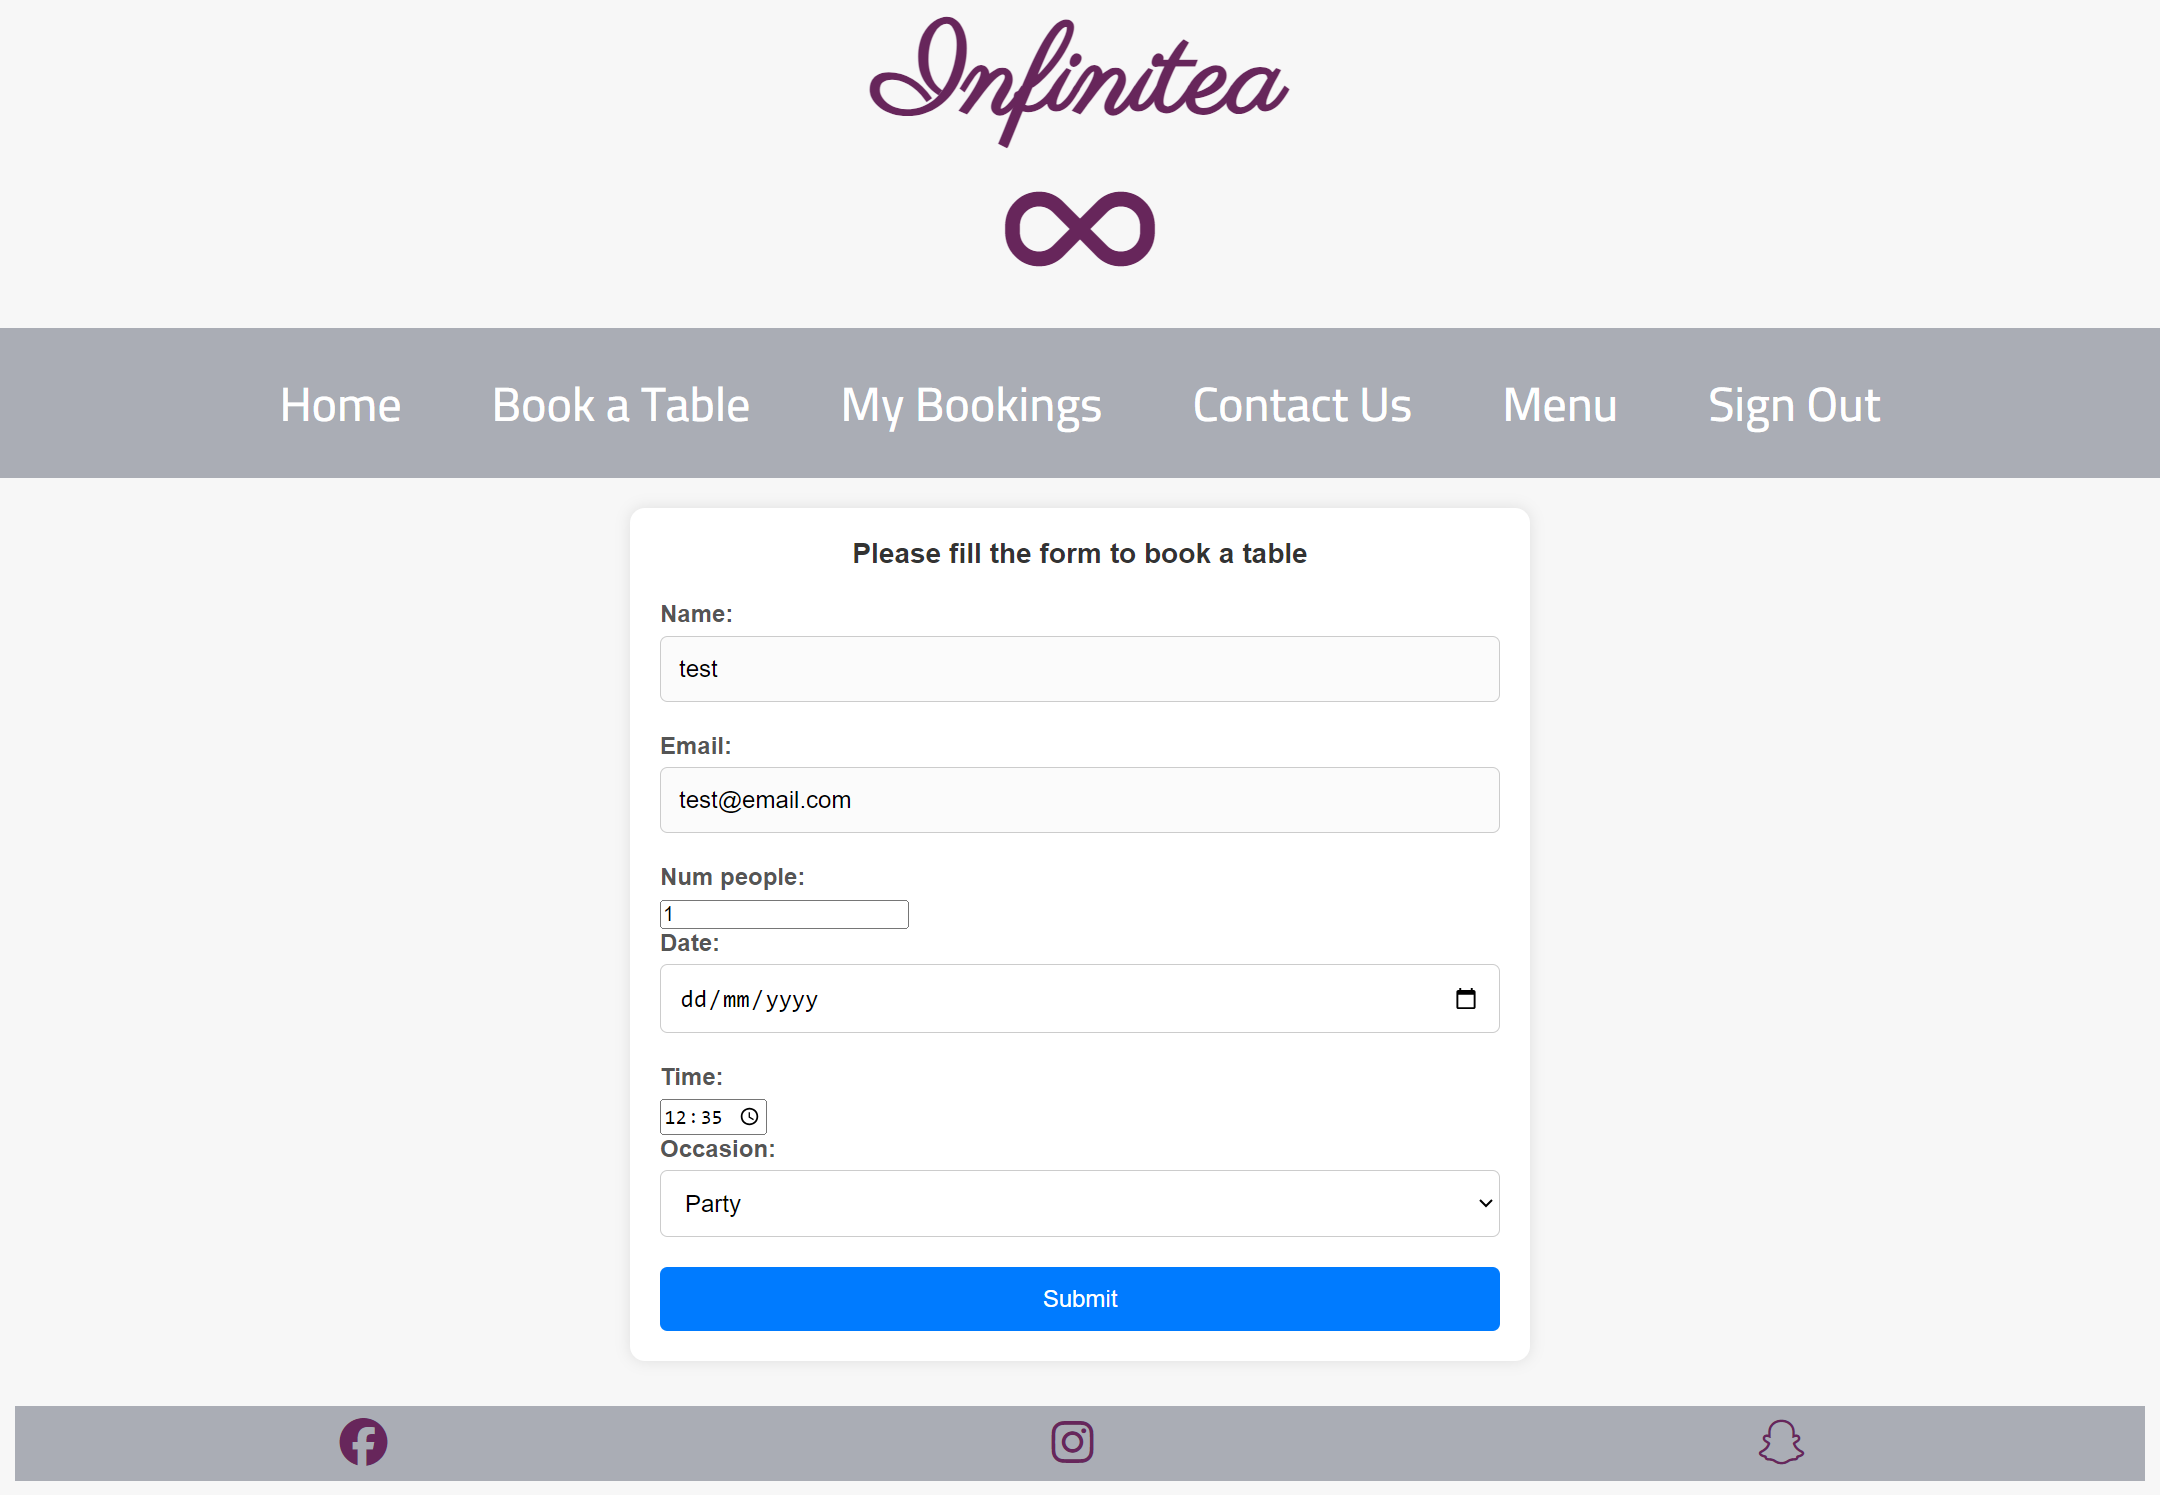 Infinitea
Home Book a Table My Bookings Contact Us Menu Sign Out
Please fill the form to book a table
Name:
test
Email:
test@email.com
Num people:
1
Date:
dd/mm/yyyy
Time:
12:35
Occasion:
Party
Submit